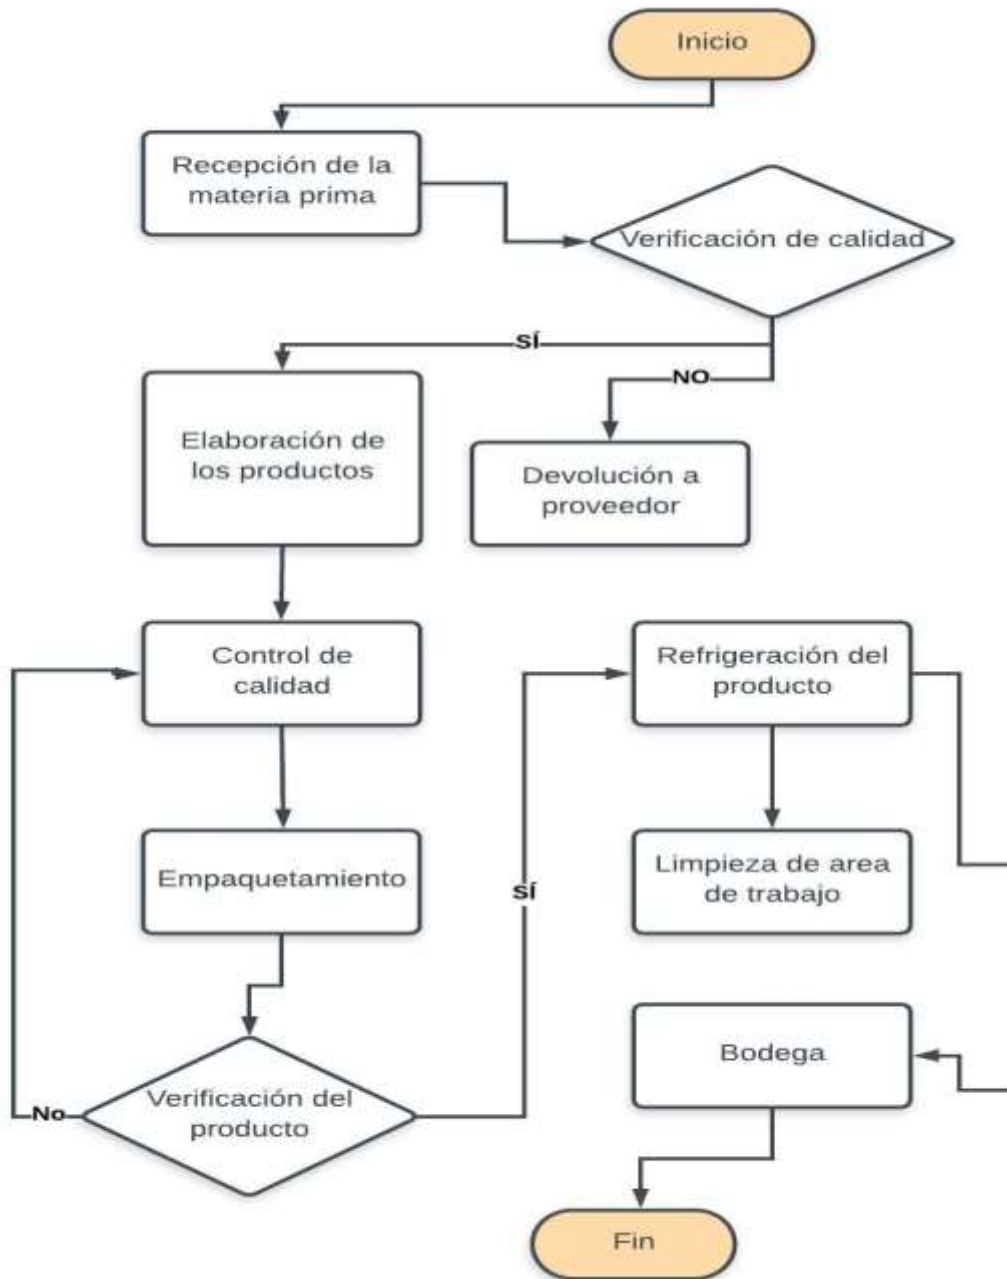 Inicio
Recepción de la
materia prima
Verificación de calidad
SÍ
NO
Elaboración de
los productos
Devolución a
proveedor
Control de
calidad
Refrigeración del
producto
Empaquetamiento
Limpieza de area
de trabajo
SÍ
Bodega
Verificación del
producto
No
Fin